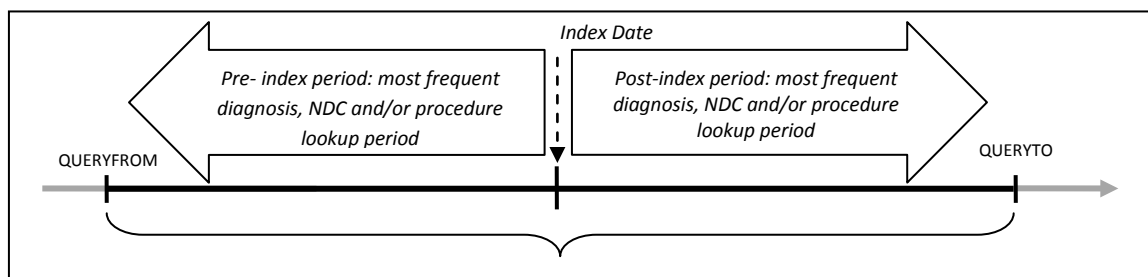 Index Date
Pre- index period: most frequent
diagnosis, NDC and/or procedure
lookup period
Post-index period: most frequent
diagnosis, NDC and/or procedure
lookup period
QUERYFROM
QUERYTO